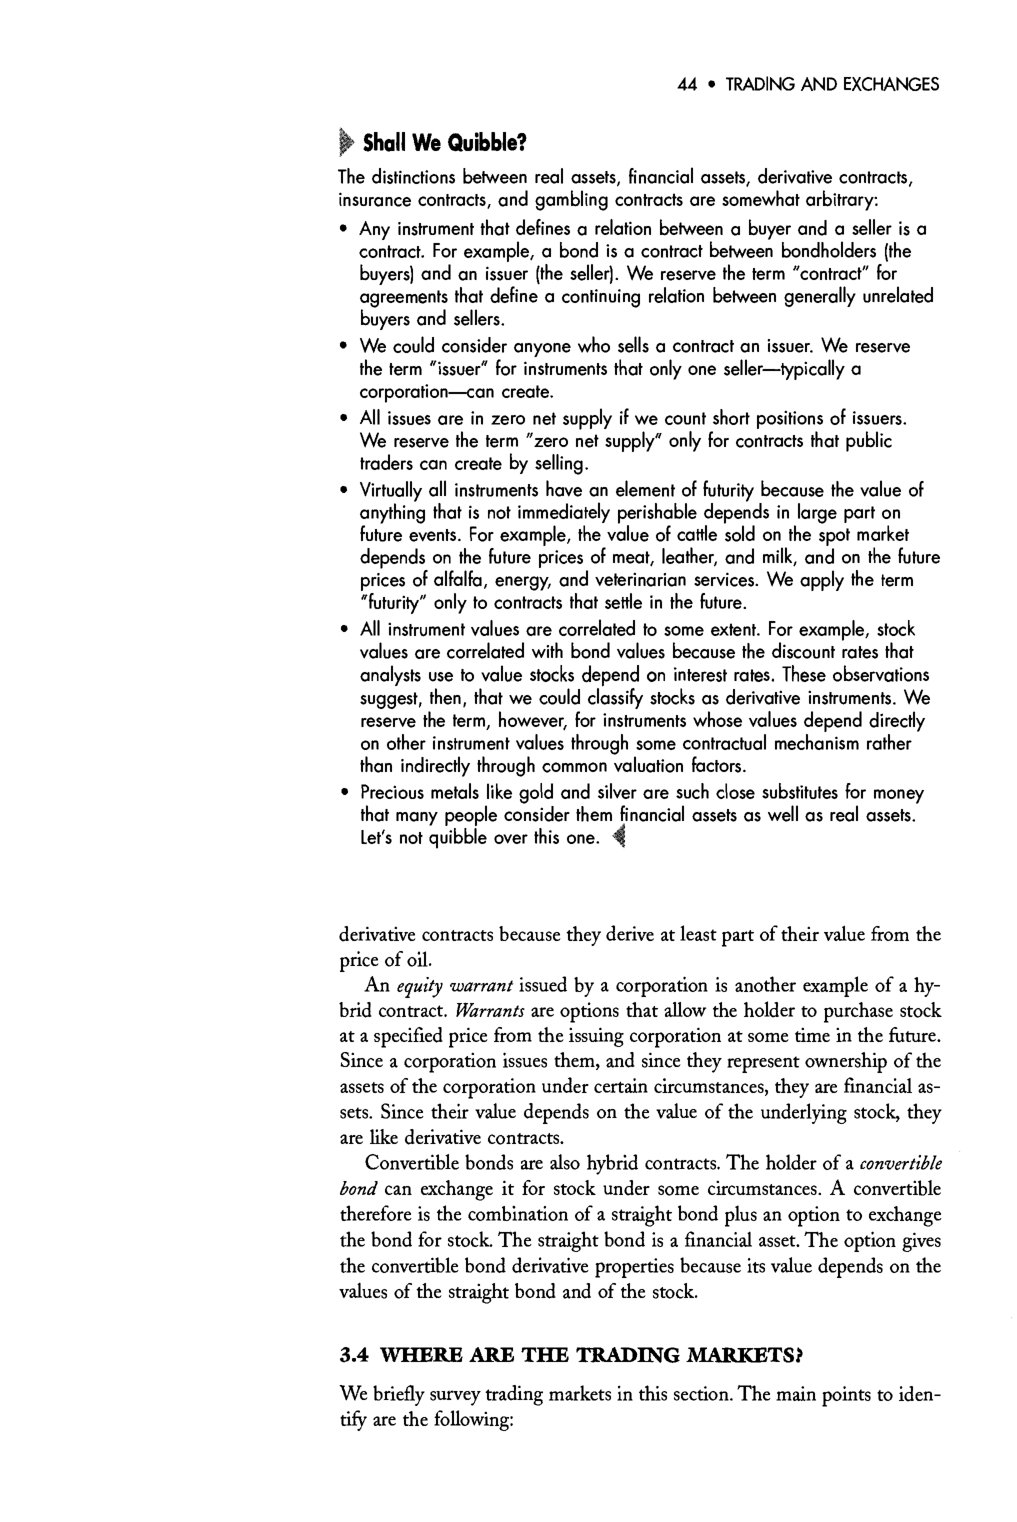 44 • TRADING AND EXCHANGES
Shall We Quibble?
The distinctions between real assets, financial assets, derivative contracts,
insurance contracts, and gambling contracts are somewhat arbitrary:
• Any instrument that defines a relation between a buyer and a seller is a
contract. For example, a bond is a contract between bondholders (the
buyers) and an issuer (the seller). We reserve the term "contract" for
agreements that define a continuing relation between generally unrelated
buyers and sellers.
• We could consider anyone who sells a contract an issuer. We reserve
the term "issuer" for instruments that only one seller—typically a
corporation—can create.
• All issues are in zero net supply if we count short positions of issuers.
We reserve the term "zero net supply" only for contracts that public
traders can create by selling.
• Virtually all instruments have an element of futurity because the value of
anything that is not immediately perishable depends in large part on
future events. For example, the value of cattle sold on the spot market
depends on the future prices of meat, leather, and milk, and on the future
prices of alfalfa, energy, and veterinarian services. We apply the term
"futurity" only to contracts that settle in the future.
• All instrument values are correlated to some extent. For example, stock
values are correlated with bond values because the discount rates that
analysts use to value stocks depend on interest rates. These observations
suggest, then, that we could classify stocks as derivative instruments. We
reserve the term, however, for instruments whose values depend directly
on other instrument values through some contractual mechanism rather
than indirectly through common valuation factors.
• Precious metals like gold and silver are such close substitutes for money
that many people consider them financial assets as well as real assets.
Let's not quibble over this one.
derivative contracts because they derive at least part of their value from the
price of oil.
An equity warrant issued by a corporation is another example of a hy-
brid contract. Warrants are options that allow the holder to purchase stock
at a specified price from the issuing corporation at some time in the future.
Since a corporation issues them, and since they represent ownership of the
assets of the corporation under certain circumstances, they are financial as-
sets. Since their value depends on the value of the underlying stock, they
are like derivative contracts.
Convertible bonds are also hybrid contracts. The holder of a convertible
bond can exchange it for stock under some circumstances. A convertible
therefore is the combination of a straight bond plus an option to exchange
the bond for stock. The straight bond is a financial asset. The option gives
the convertible bond derivative properties because its value depends on the
values of the straight bond and of the stock.
3.4 WHERE ARE THE TRADING MARKETS?
We briefly survey trading markets in this section. The main points to iden-
tify are the following: